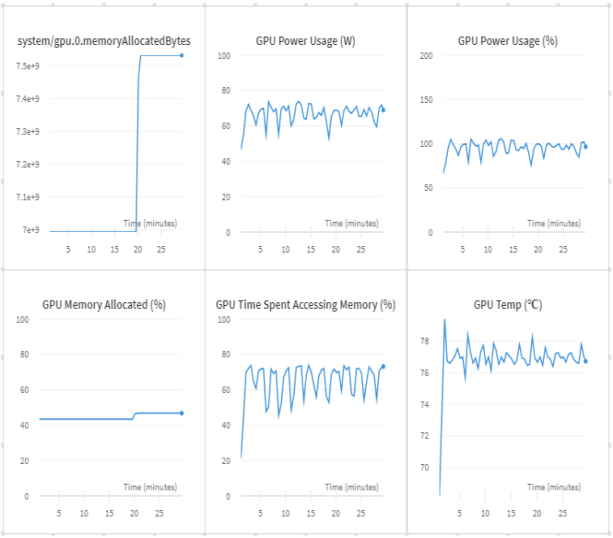 system/gpu.0.memoryAllocatedBytes
7.5e+9
7.4e+9
7.3e+9
7.2e+9
7.1e+9
7e+9
Time (minutes)
5 10 15 20 25
GPU Power Usage (W)
100
80
60
40
20
0
Time (minutes)
5 10 15 20 25
GPU Power Usage (%)
200
150
100
50
0
Time (minutes)
5 10 15 20 25
GPU Memory Allocated (%)
100
80
60
40
20
0
Time (minutes)
5 10 15 20 25
GPU Time Spent Accessing Memory (%)
100
80
60
40
20
0
Time (minutes)
5 10 15 20 25
GPU Temp (℃)
78
76
74
72
70
Time (minutes)
5 10 15 20 25